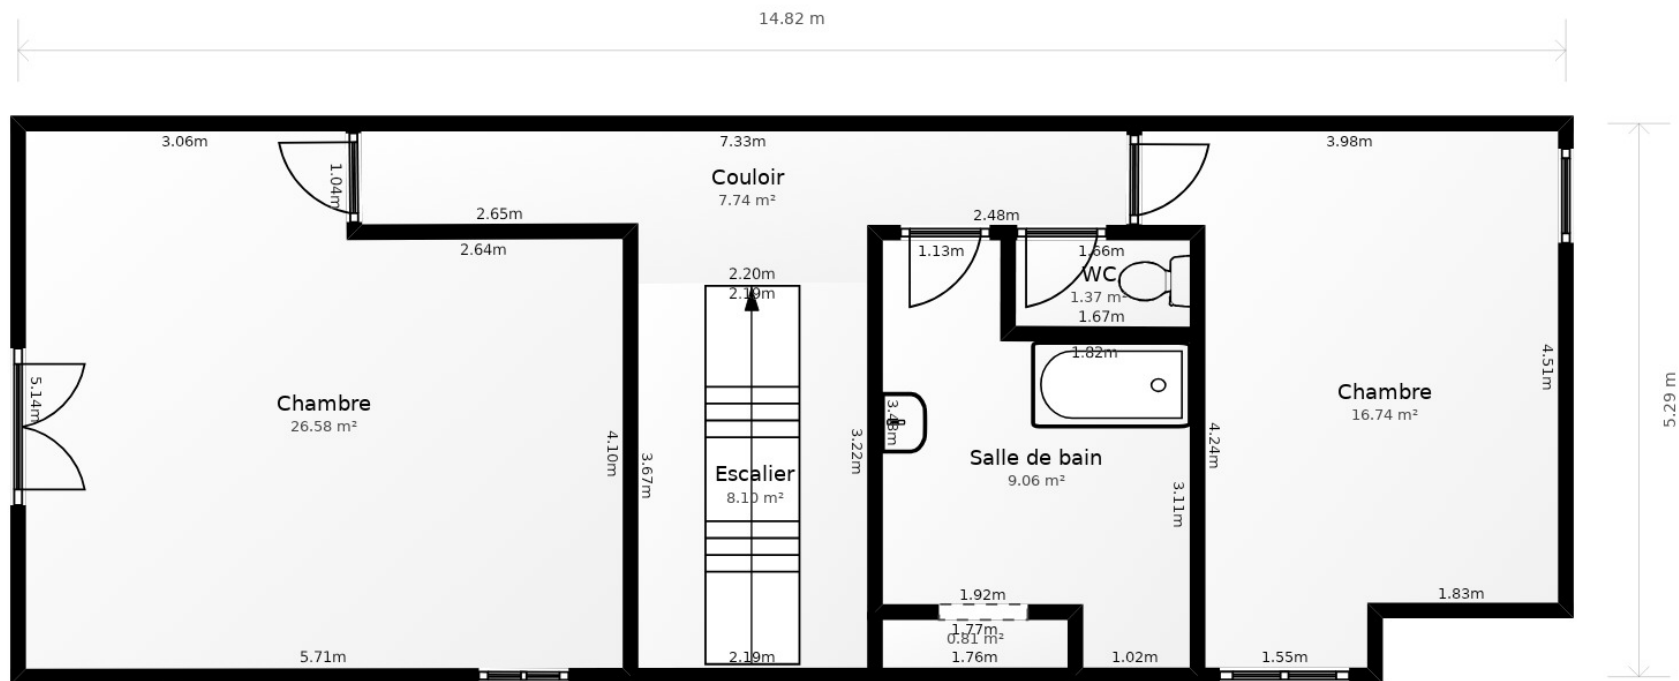 14.82 m
3.06m
7.33m
3.98m
1.04m
Couloir
7.74 m²
2.65m
2.48m
2.64m
1.13m
1.66m
WC
1.37 m²
1.67m
2.20m
2.19m
1.82m
5.14m
Chambre
26.58 m²
4.10m
3.67m
3.22m
3.43m
Escalier
8.10 m²
Salle de bain
9.06 m²
3.11m
4.24m
Chambre
16.74 m²
4.51m
5.29 m
1.92m
1.83m
1.77m
0.81 m²
5.71m
2.19m
1.76m
1.02m
1.55m